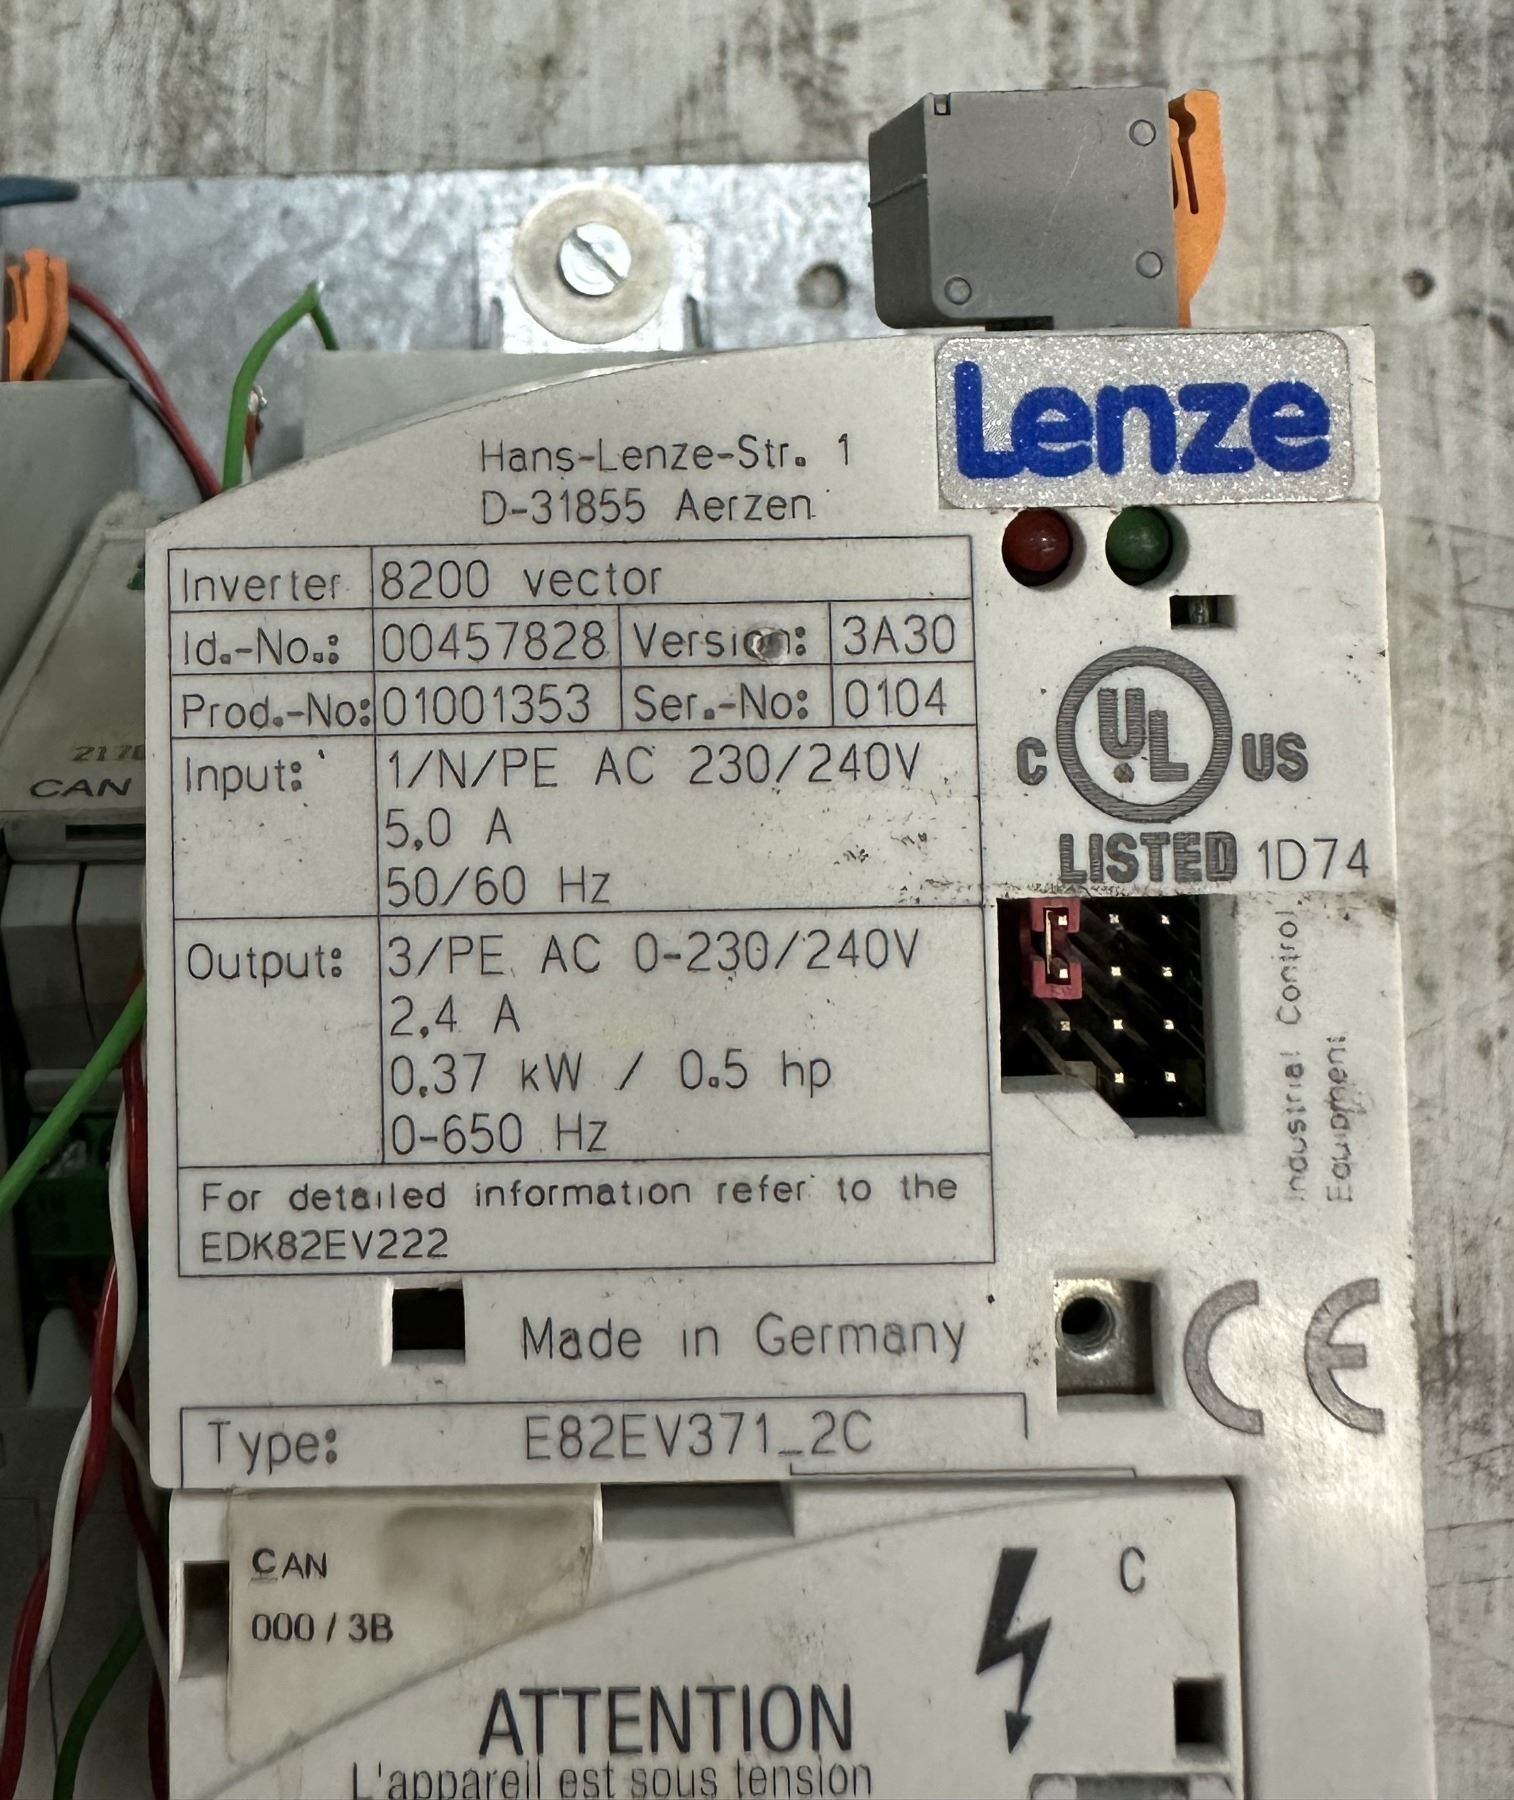 Lenze
Hans-Lenze-Str. 1
D-31855 Aerzen
Inverter 8200 vector
Id.-No.: 00457828 Version: 3A30
Prod.-No: 01001353 Ser.-No: 0104
Input: 1/N/PE AC 230/240V
5,0 A
50/60 Hz
Output: 3/PE AC 0-230/240V
2,4 A
0.37 kW / 0.5 hp
0-650 Hz
For detailed information refer to the
EDK82EV222
Made in Germany
Type: E82EV371_2C
C UL US
LISTED 1D74
Industrial Control
Equipment
CE
CAN
CAN
000 / 3B
C
ATTENTION
L'appareil est sous tension